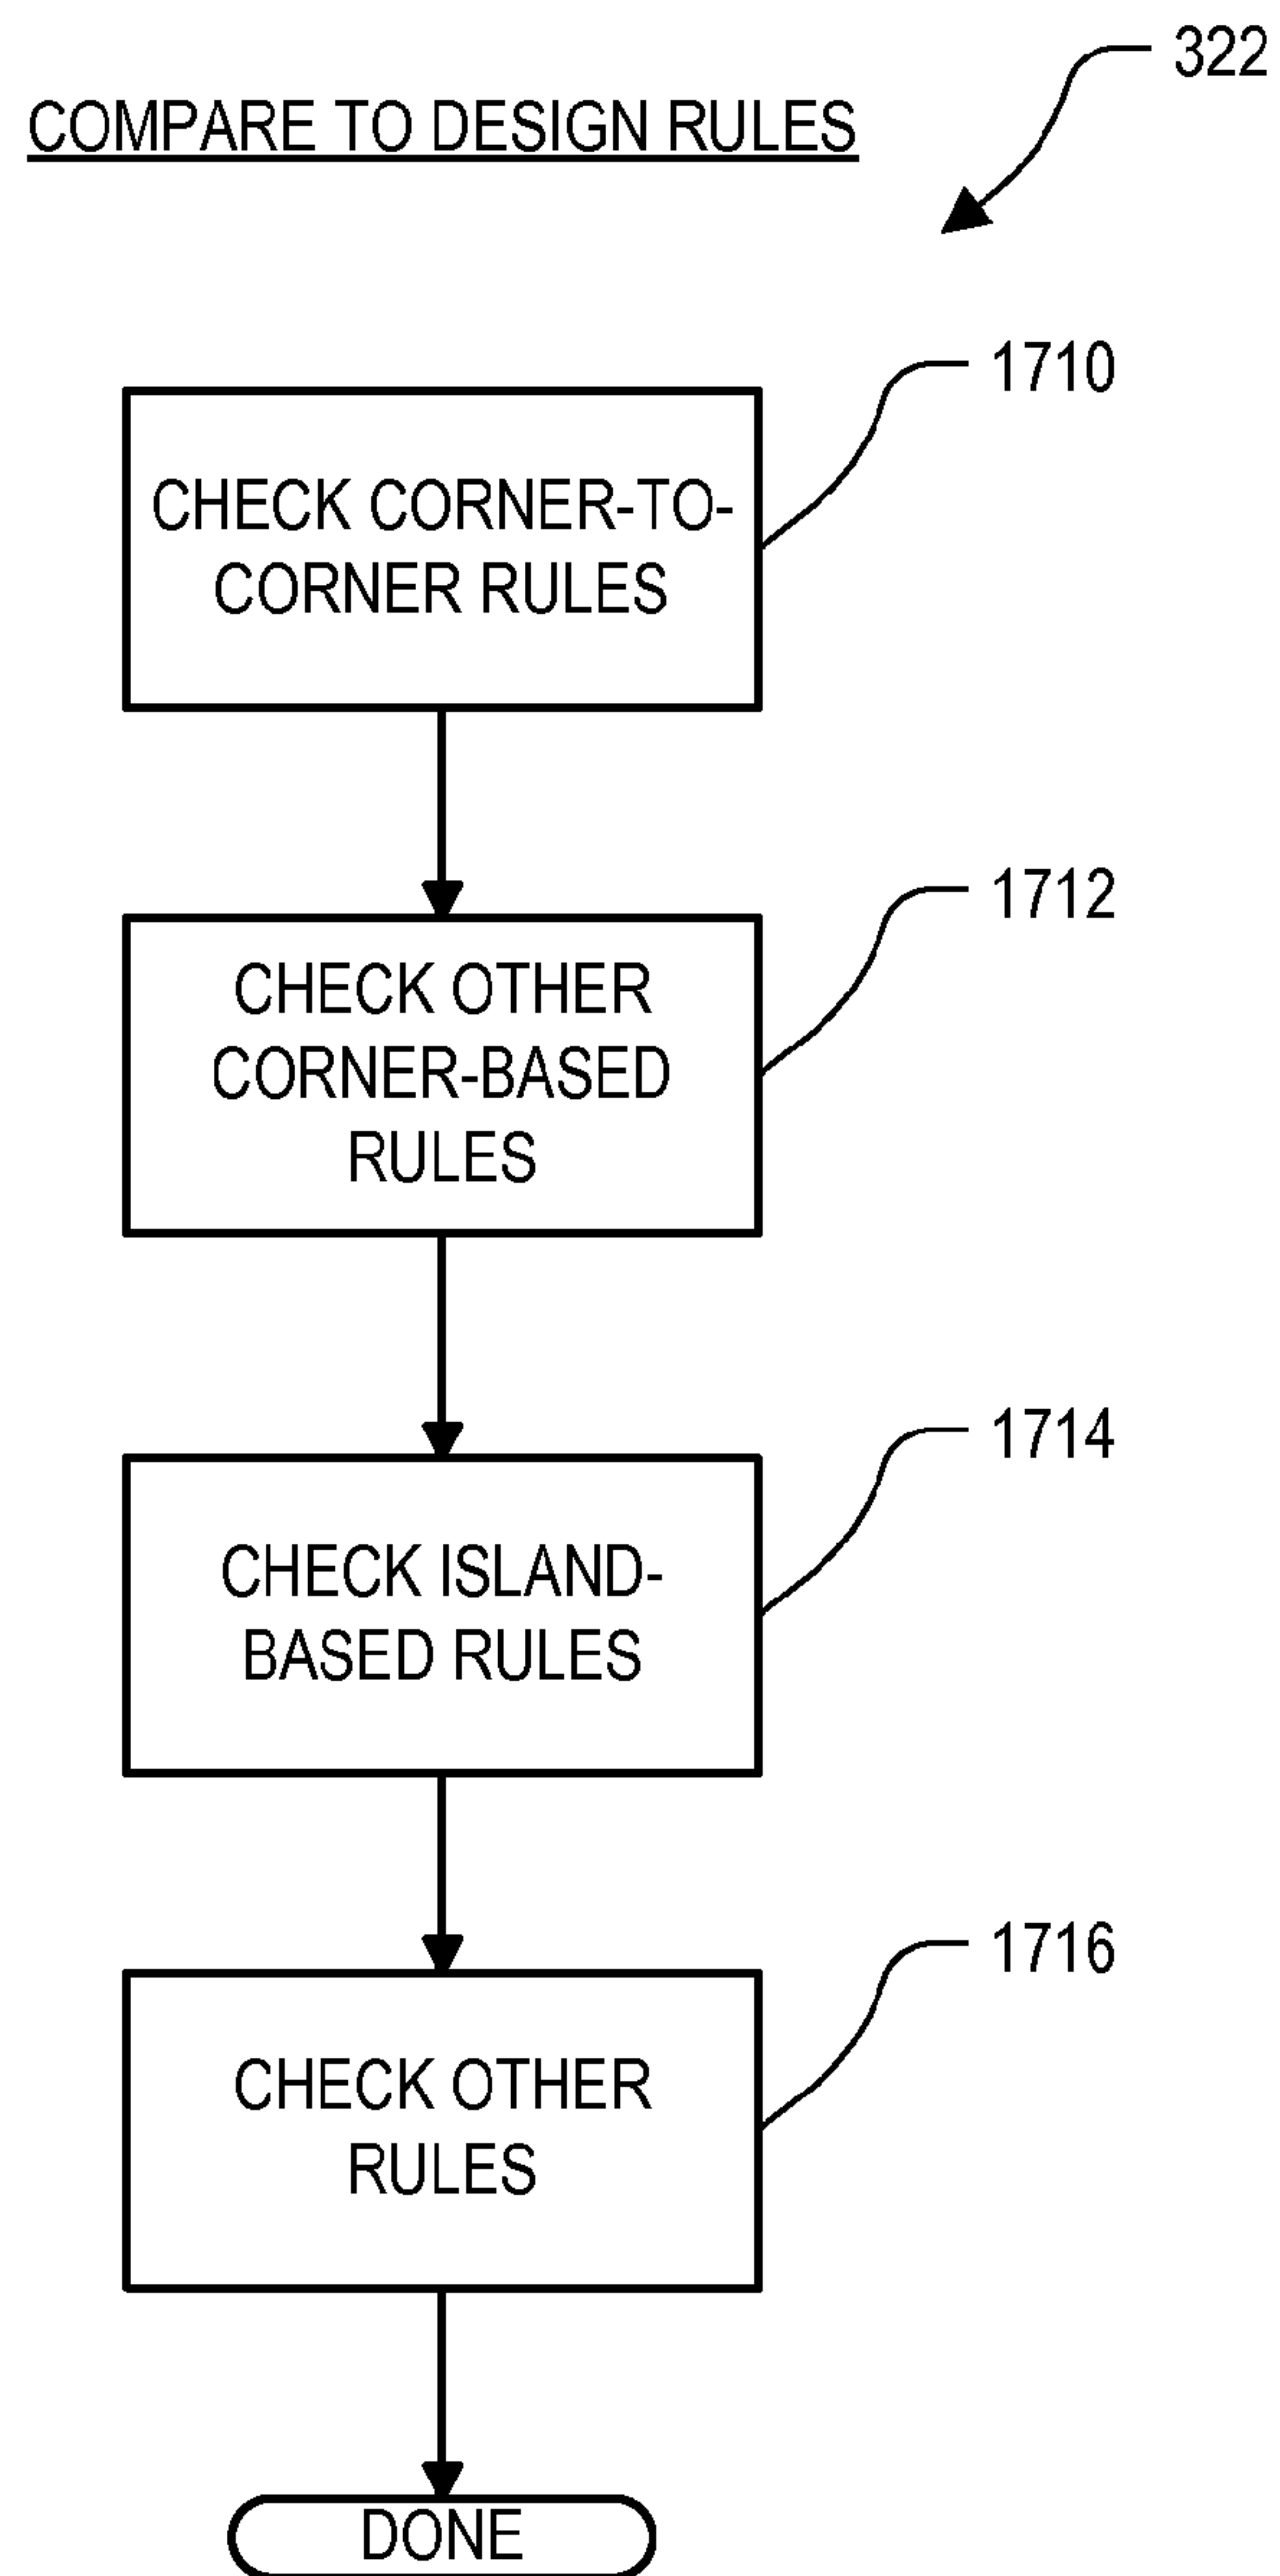 322
COMPARE TO DESIGN RULES
1710
CHECK CORNER-TO-
CORNER RULES
1712
CHECK OTHER
CORNER-BASED
RULES
1714
CHECK ISLAND-
BASED RULES
1716
CHECK OTHER
RULES
DONE